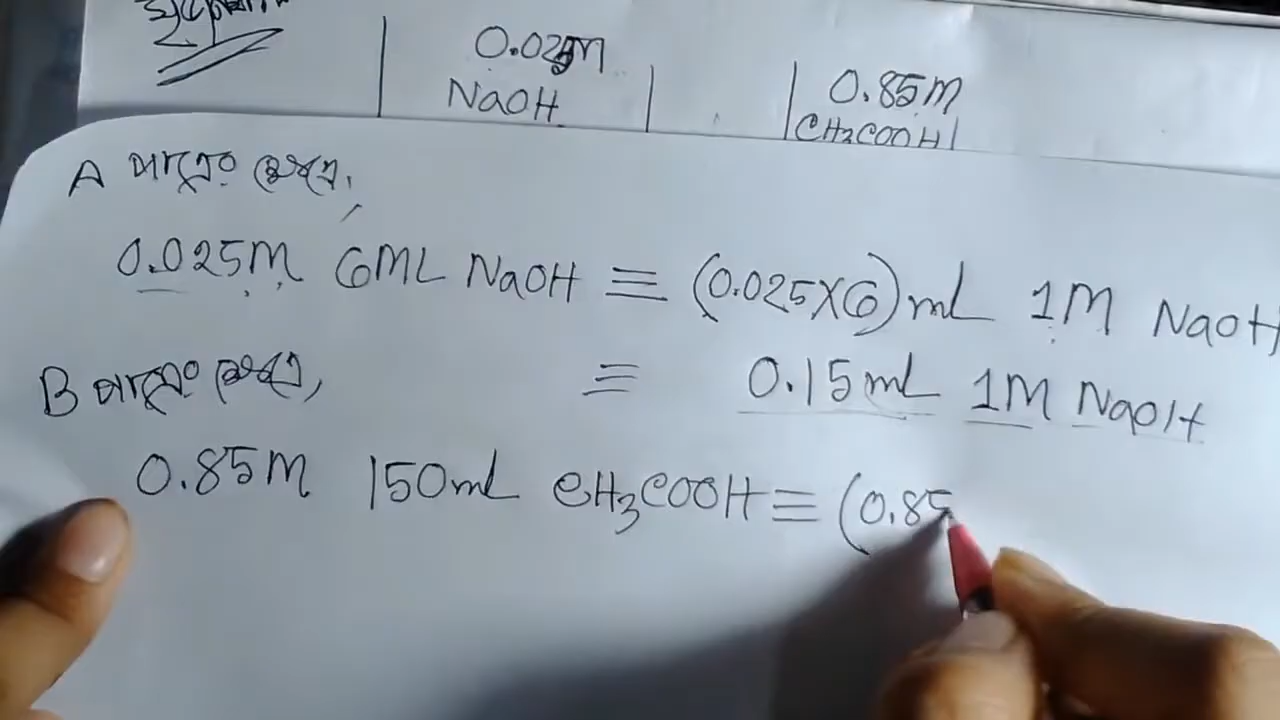 0.025M
NaOH
0.85M
CH3COOH
A পাত্রের ক্ষেত্রে,
0.025M 6ML NaOH ≡ (0.025×6)mL 1M NaOH
≡ 0.15mL 1M NaOH
B পাত্রের ক্ষেত্রে,
0.85M 150mL CH3COOH ≡ (0.85